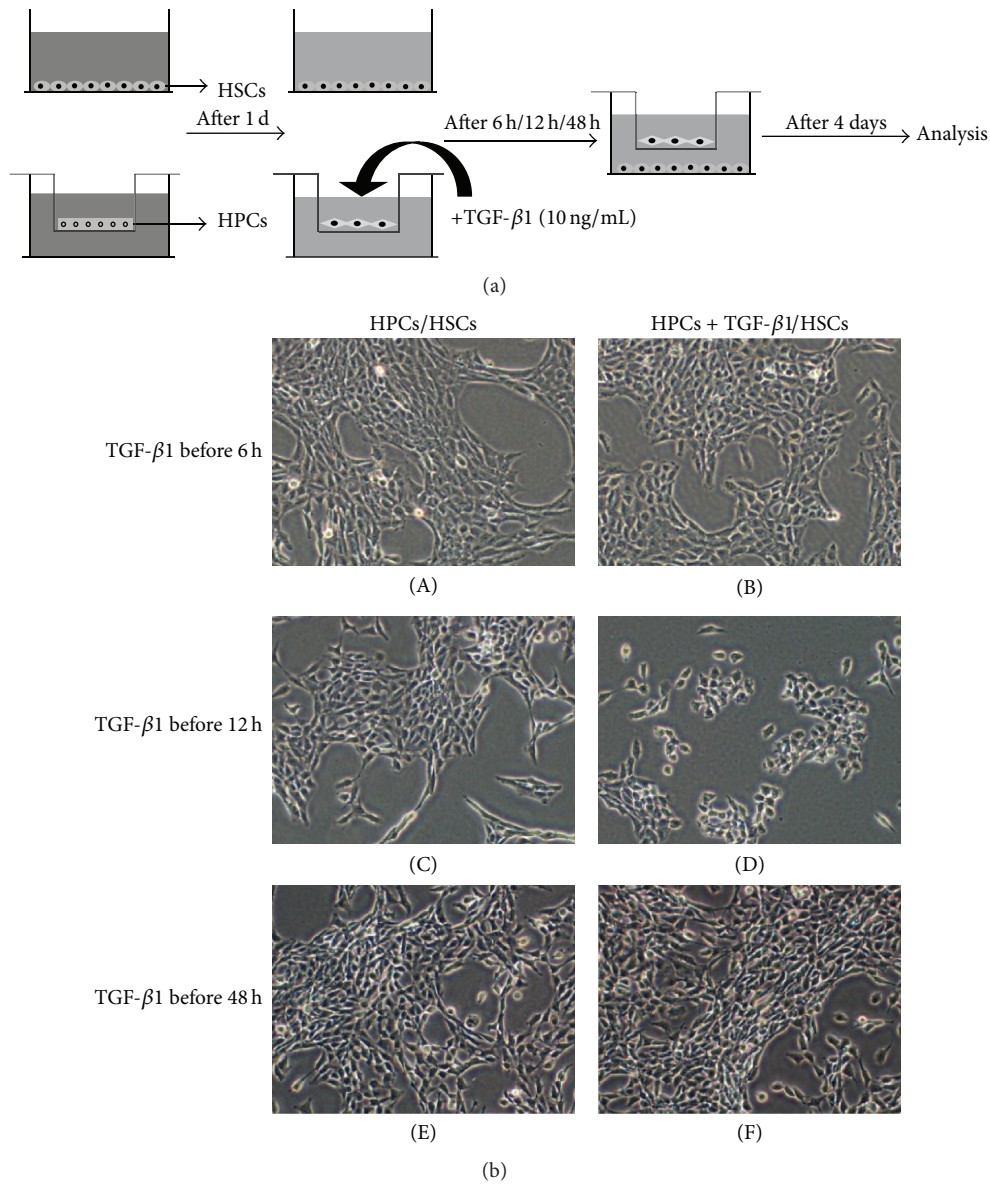 HSCs
After 1 d
HPCs
After 6 h/12 h/48 h
+TGF-β1 (10 ng/mL)
After 4 days
Analysis
(a)
HPCs/HSCs
HPCs + TGF-β1/HSCs
TGF-β1 before 6 h
(A)
(B)
TGF-β1 before 12 h
(C)
(D)
TGF-β1 before 48 h
(E)
(F)
(b)